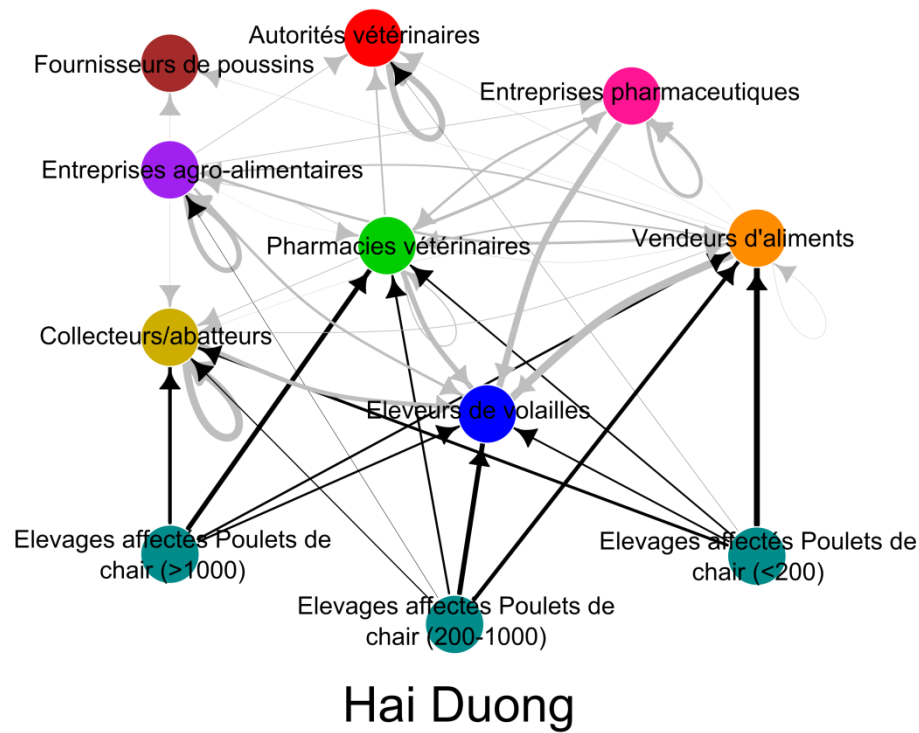 Autorités vétérinaires
Fournisseurs de poussins
Entreprises pharmaceutiques
Entreprises agro-alimentaires
Pharmacies vétérinaires
Vendeurs d'aliments
Collecteurs/abatteurs
Eleveurs de volailles
Elevages affectés Poulets de
chair (>1000)
Elevages affectés Poulets de
chair (<200)
Elevages affectés Poulets de
chair (200-1000)
Hai Duong